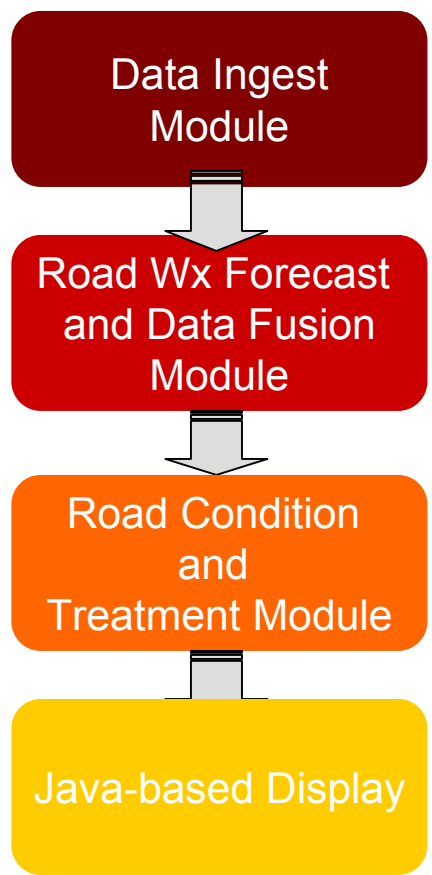 Data Ingest
Module
Road Wx Forecast
and Data Fusion
Module
Road Condition
and
Treatment Module
Java-based Display